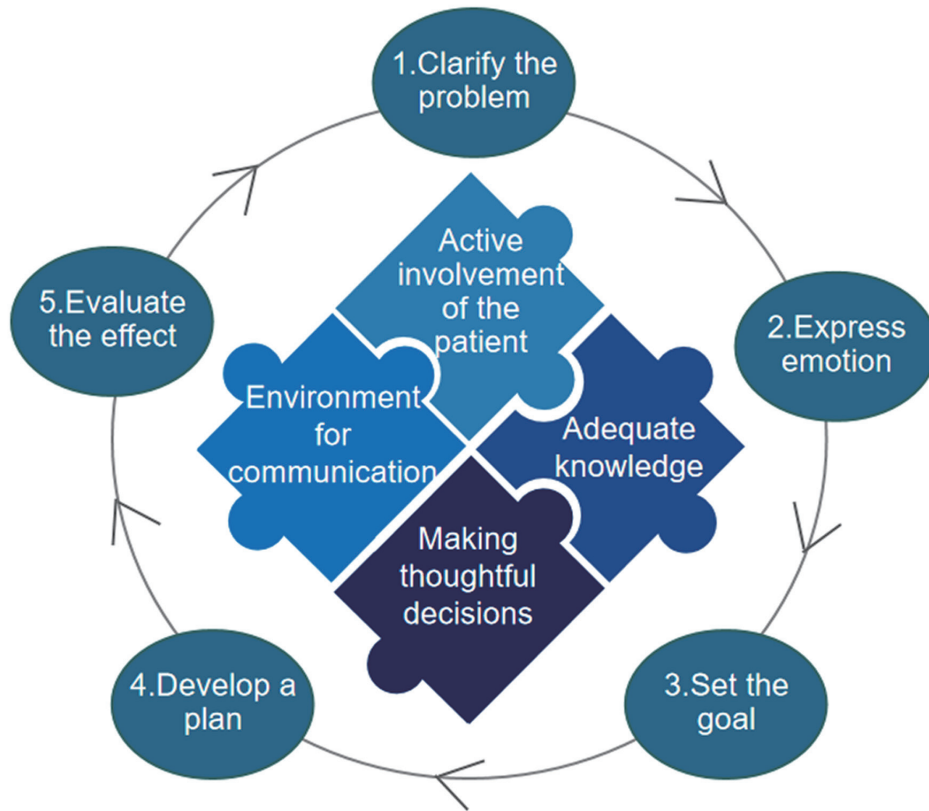 1.Clarify the
problem
2.Express
emotion
3.Set the
goal
4.Develop a
plan
5.Evaluate
the effect
Active
involvement
of the
patient
Environment
for
communication
Adequate
knowledge
Making
thoughtful
decisions